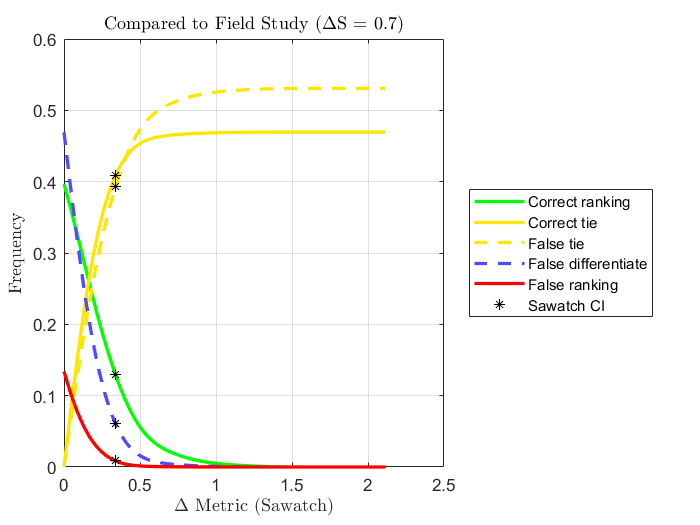 Compared to Field Study (ΔS = 0.7)
0.6
0.5
0.4
0.3
0.2
0.1
0
Frequency
0
0.5
1
1.5
2
2.5
Δ Metric (Sawatch)
Correct ranking
Correct tie
False tie
False differentiate
False ranking
Sawatch CI